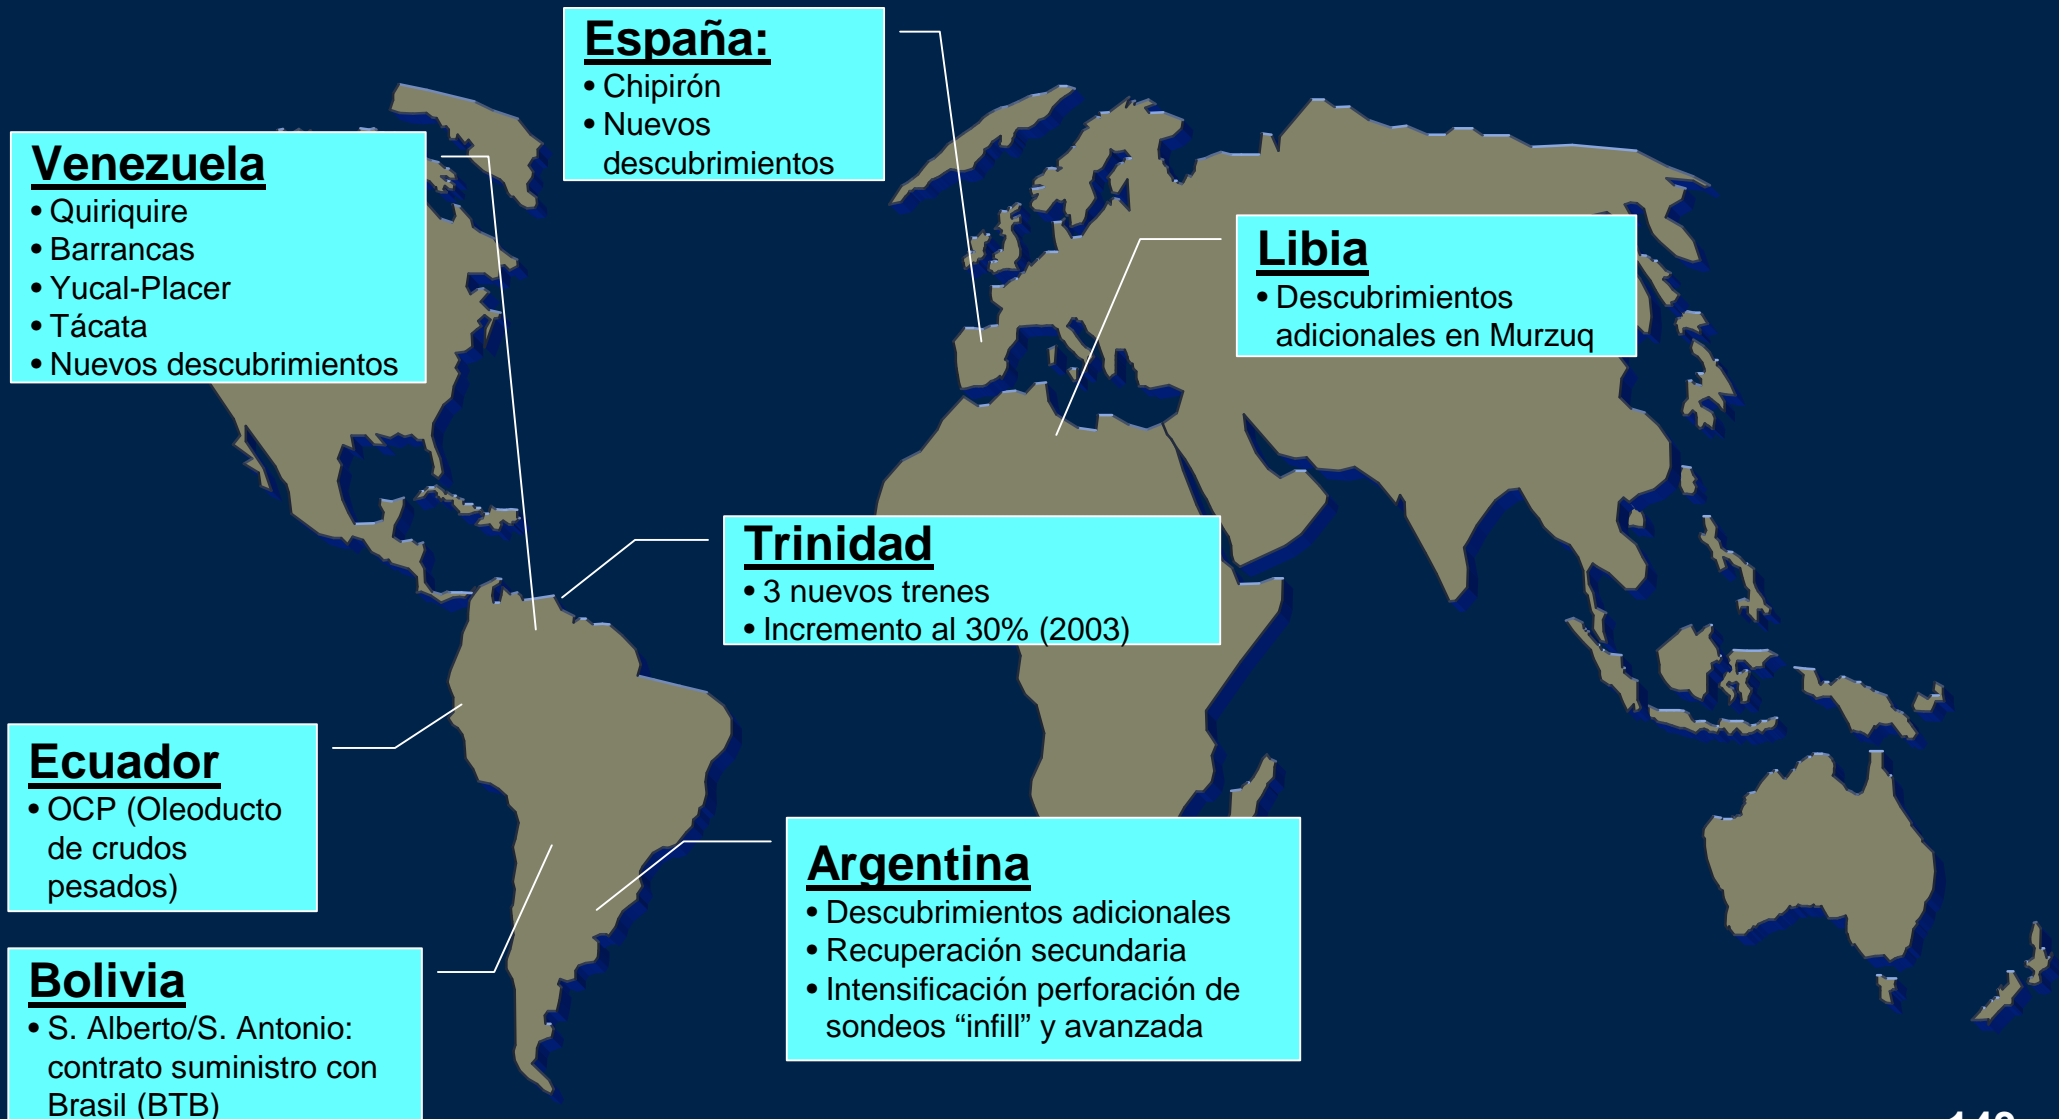 España:
• Chipirón
• Nuevos
descubrimientos
Venezuela
• Quiriquire
• Barrancas
• Yucal-Placer
• Tácata
• Nuevos descubrimientos
Libia
• Descubrimientos
adicionales en Murzuq
Trinidad
• 3 nuevos trenes
• Incremento al 30% (2003)
Ecuador
• OCP (Oleoducto
de crudos
pesados)
Argentina
• Descubrimientos adicionales
• Recuperación secundaria
• Intensificación perforación de
sondeos “infill” y avanzada
Bolivia
• S. Alberto/S. Antonio:
contrato suministro con
Brasil (BTB)